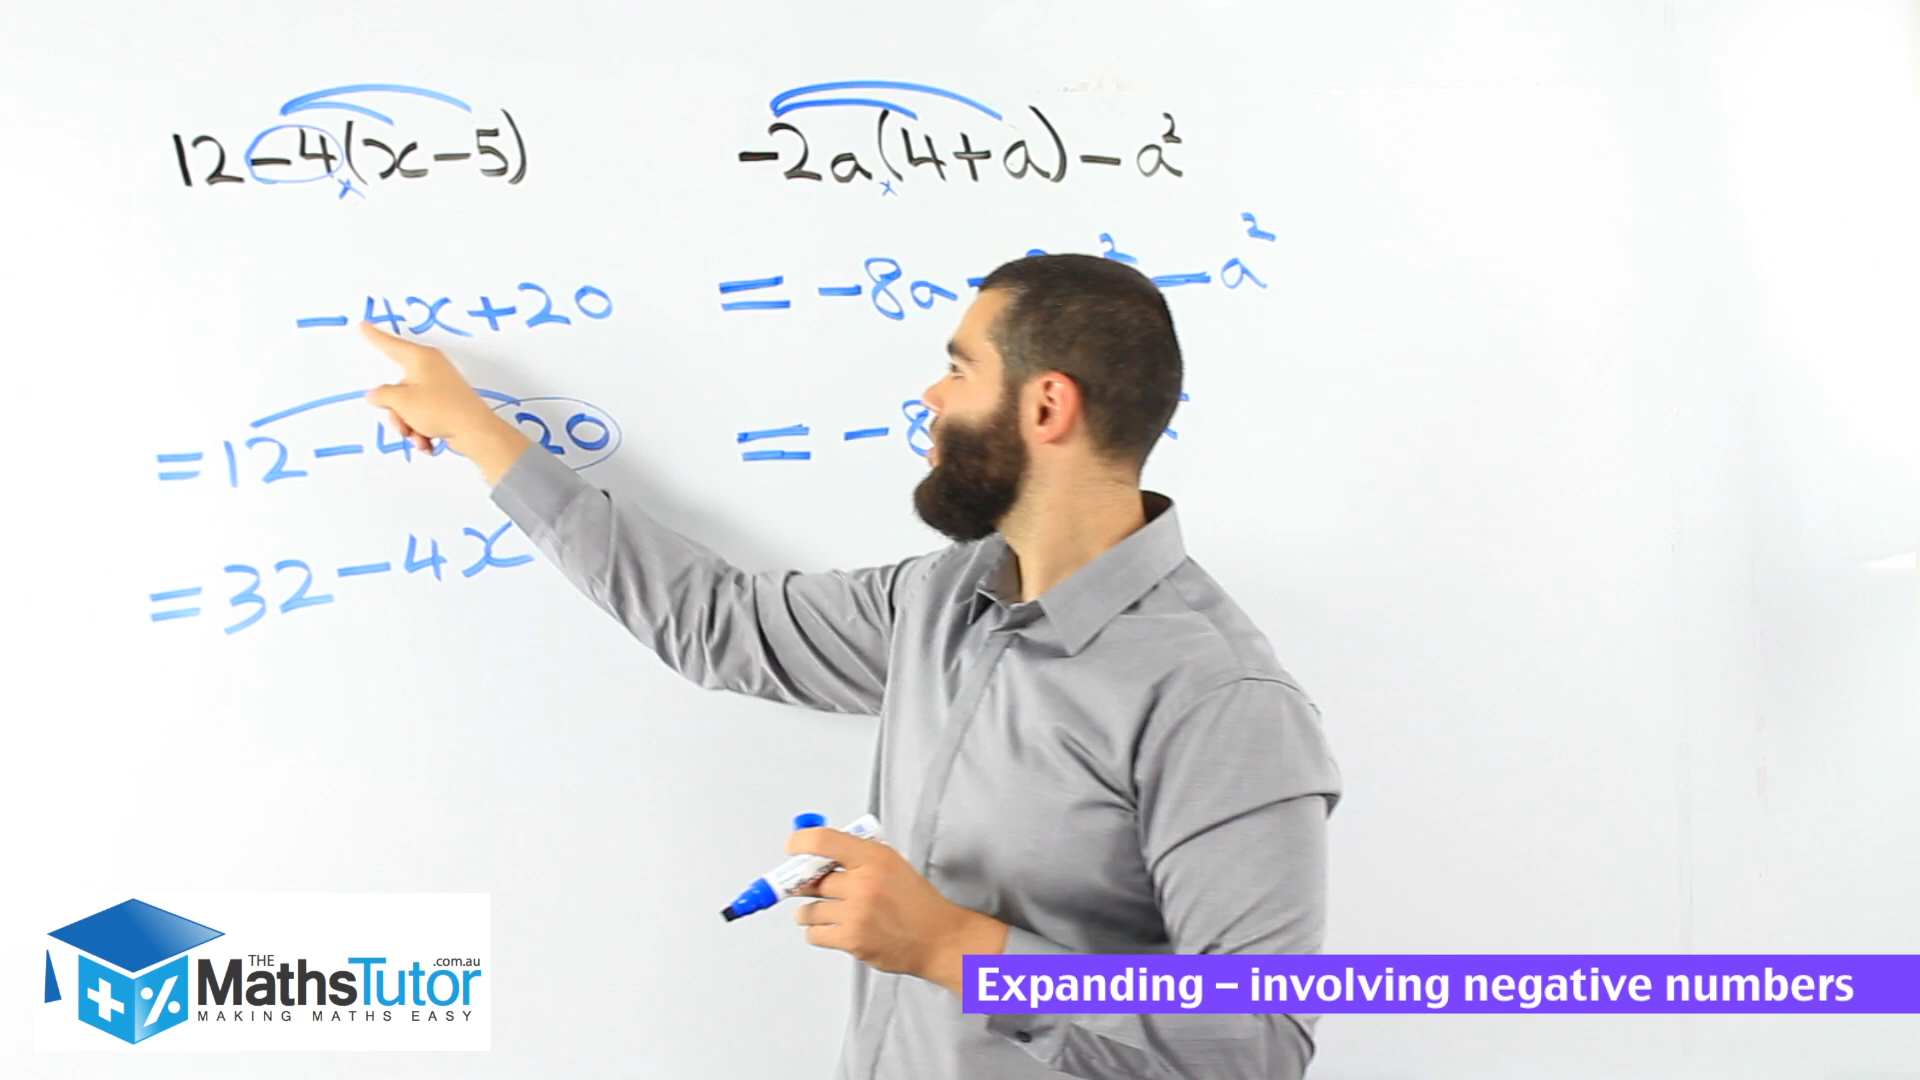 12 -4(x-5)
-4x+20
= 12 - 4 20
= 32 - 4x
-2a(4+a) - a²
= -8a - ² - a²
= -8
THE
MathsTutor .com.au
MAKING MATHS EASY
Expanding – involving negative numbers